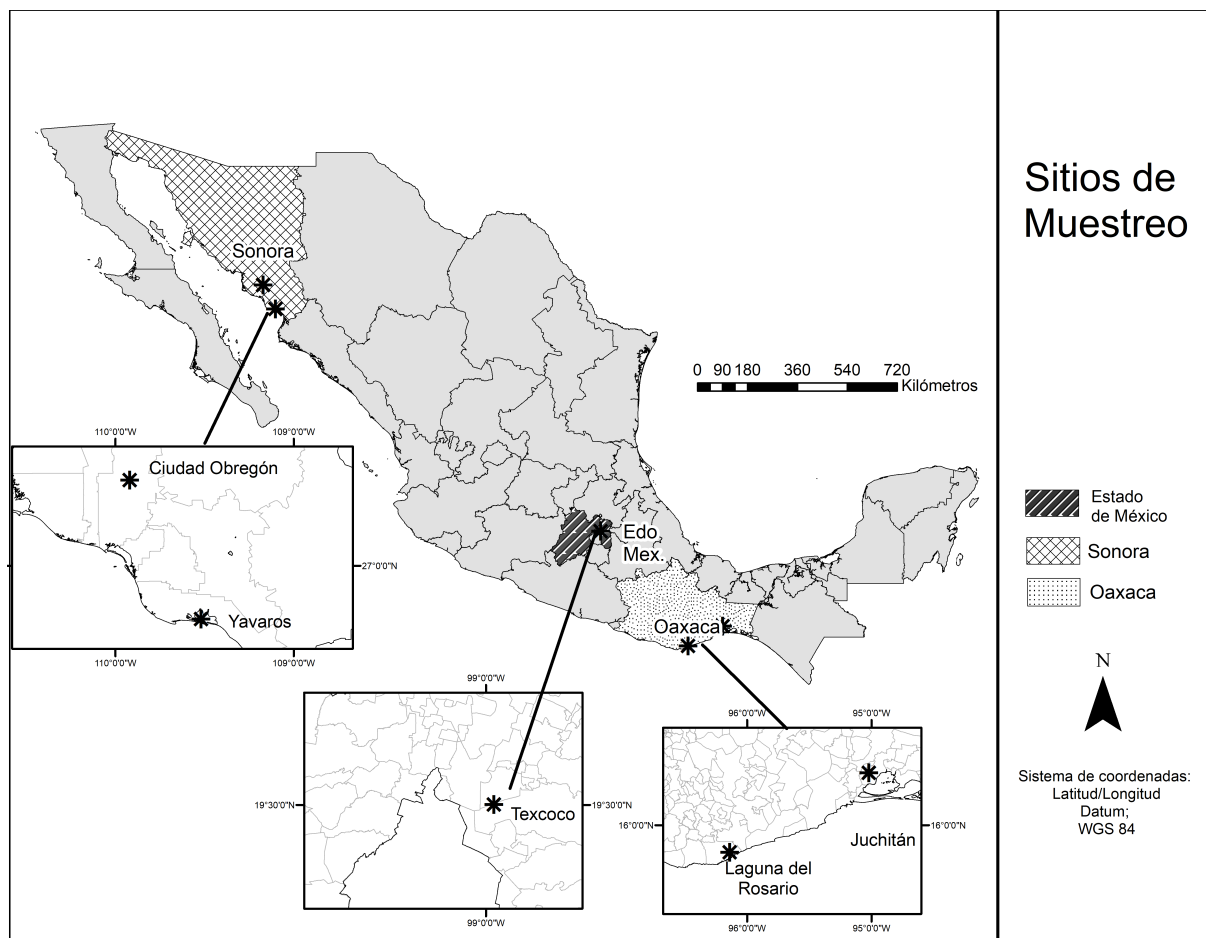 Sitios de
Muestreo
Sonora
0 90 180 360 540 720
Kilómetros
110°0'0"W 109°0'0"W
Ciudad Obregón
27°0'0"N
Yavaros
110°0'0"W 109°0'0"W
Edo.
Mex.
Oaxaca
99°0'0"W
19°30'0"N
Texcoco
19°30'0"N
99°0'0"W
96°0'0"W 95°0'0"W
16°0'0"N
16°0'0"N
Juchitán
Laguna del
Rosario
96°0'0"W 95°0'0"W
Estado
de México
Sonora
Oaxaca
N
Sistema de coordenadas:
Latitud/Longitud
Datum;
WGS 84